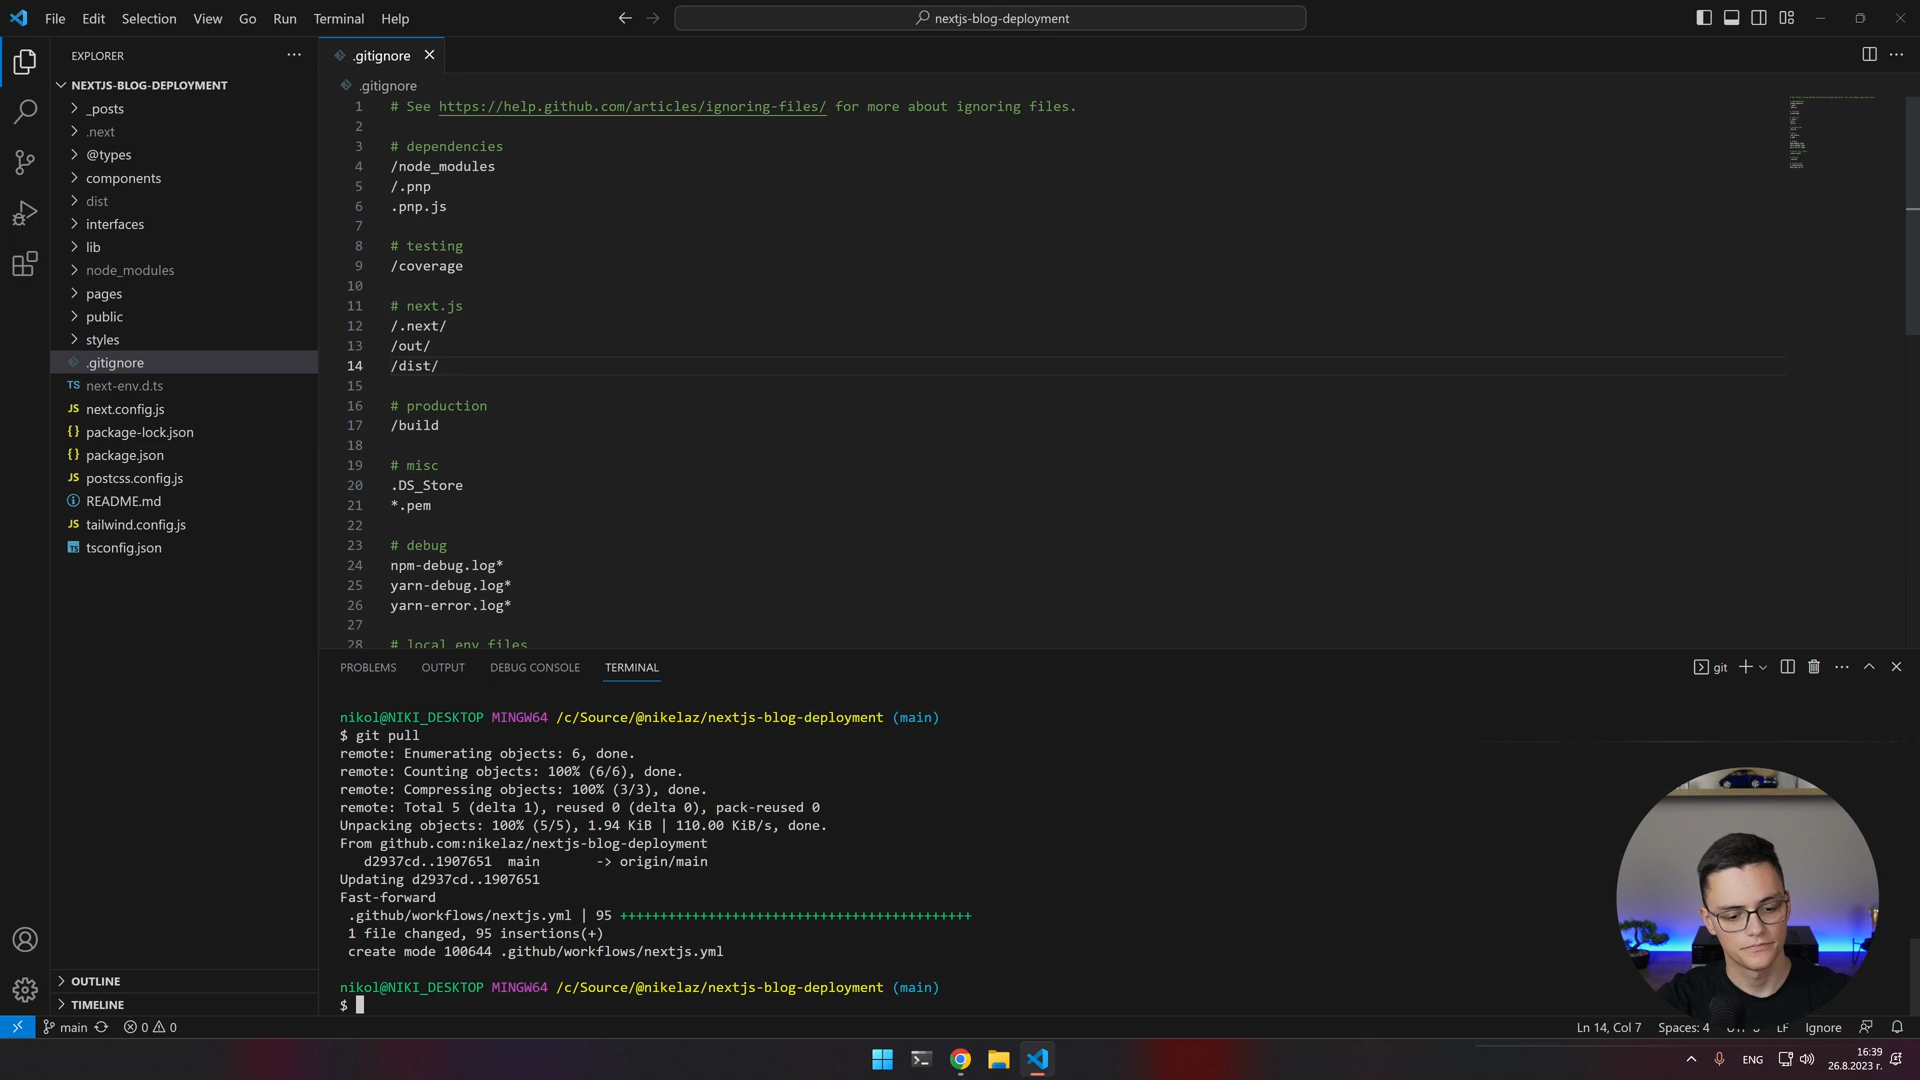 File Edit Selection View Go Run Terminal Help
nextjs-blog-deployment
EXPLORER
NEXTJS-BLOG-DEPLOYMENT
_posts
.next
@types
components
dist
interfaces
lib
node_modules
pages
public
styles
.gitignore
TS next-env.d.ts
JS next.config.js
{} package-lock.json
{} package.json
JS postcss.config.js
README.md
JS tailwind.config.js
TS tsconfig.json
OUTLINE
TIMELINE
.gitignore
.gitignore
1 # See https://help.github.com/articles/ignoring-files/ for more about ignoring files.
2
3 # dependencies
4 /node_modules
5 /.pnp
6 .pnp.js
7
8 # testing
9 /coverage
10
11 # next.js
12 /.next/
13 /out/
14 /dist/
15
16 # production
17 /build
18
19 # misc
20 .DS_Store
21 *.pem
22
23 # debug
24 npm-debug.log*
25 yarn-debug.log*
26 yarn-error.log*
27
28 # local env files
PROBLEMS OUTPUT DEBUG CONSOLE TERMINAL
git
nikol@NIKI_DESKTOP MINGW64 /c/Source/@nikelaz/nextjs-blog-deployment (main)
$ git pull
remote: Enumerating objects: 6, done.
remote: Counting objects: 100% (6/6), done.
remote: Compressing objects: 100% (3/3), done.
remote: Total 5 (delta 1), reused 0 (delta 0), pack-reused 0
Unpacking objects: 100% (5/5), 1.94 KiB | 110.00 KiB/s, done.
From github.com:nikelaz/nextjs-blog-deployment
d2937cd..1907651 main -> origin/main
Updating d2937cd..1907651
Fast-forward
.github/workflows/nextjs.yml | 95 ++++++++++++++++++++++++++++++++++++++++++++
1 file changed, 95 insertions(+)
create mode 100644 .github/workflows/nextjs.yml
nikol@NIKI_DESKTOP MINGW64 /c/Source/@nikelaz/nextjs-blog-deployment (main)
$
main 0 0
Ln 14, Col 7 Spaces: 4 LF Ignore
ENG
16:39
26.8.2023 г.